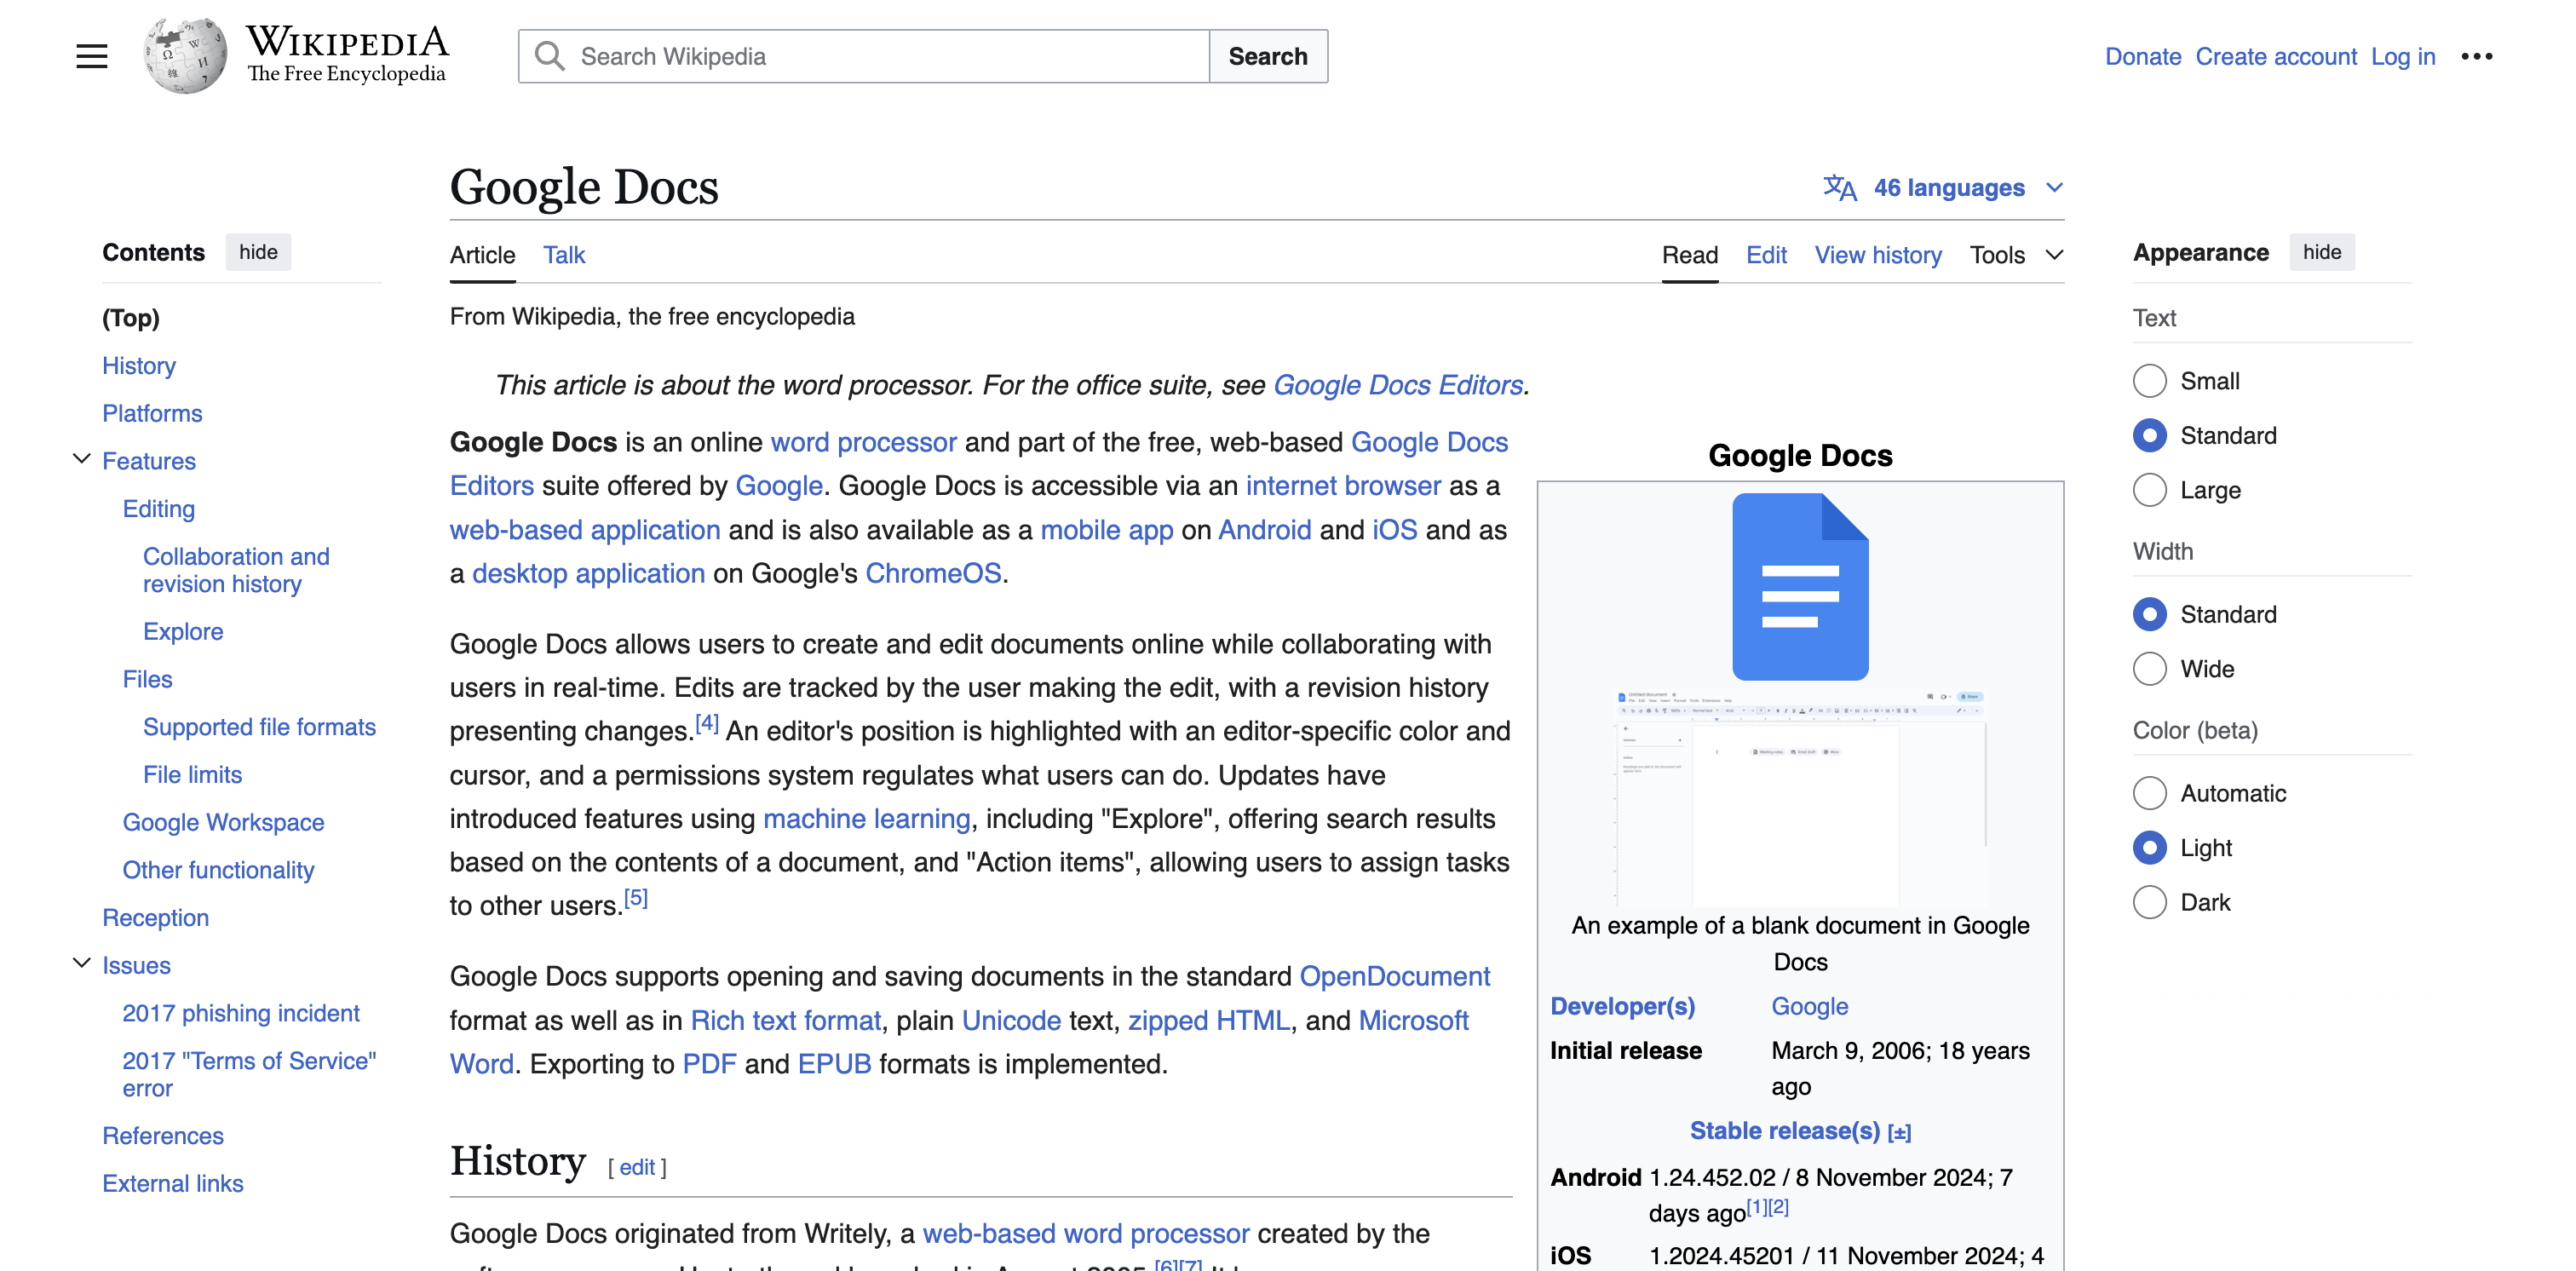 WIKIPEDIA
The Free Encyclopedia
Search Wikipedia
Search
Donate Create account Log in
Google Docs
46 languages
Contents hide
(Top)
History
Platforms
Features
Editing
Collaboration and
revision history
Explore
Files
Supported file formats
File limits
Google Workspace
Other functionality
Reception
Issues
2017 phishing incident
2017 "Terms of Service"
error
References
External links
Article Talk
Read Edit View history Tools
From Wikipedia, the free encyclopedia
This article is about the word processor. For the office suite, see Google Docs Editors.
Google Docs is an online word processor and part of the free, web-based Google Docs
Editors suite offered by Google. Google Docs is accessible via an internet browser as a
web-based application and is also available as a mobile app on Android and iOS and as
a desktop application on Google's ChromeOS.
Google Docs allows users to create and edit documents online while collaborating with
users in real-time. Edits are tracked by the user making the edit, with a revision history
presenting changes.[4] An editor's position is highlighted with an editor-specific color and
cursor, and a permissions system regulates what users can do. Updates have
introduced features using machine learning, including "Explore", offering search results
based on the contents of a document, and "Action items", allowing users to assign tasks
to other users.[5]
Google Docs supports opening and saving documents in the standard OpenDocument
format as well as in Rich text format, plain Unicode text, zipped HTML, and Microsoft
Word. Exporting to PDF and EPUB formats is implemented.
History [ edit ]
Google Docs originated from Writely, a web-based word processor created by the
Google Docs
An example of a blank document in Google
Docs
Developer(s) Google
Initial release March 9, 2006; 18 years
ago
Stable release(s) [±]
Android 1.24.452.02 / 8 November 2024; 7
days ago[1][2]
iOS 1.2024.45201 / 11 November 2024; 4
Appearance hide
Text
Small
Standard
Large
Width
Standard
Wide
Color (beta)
Automatic
Light
Dark